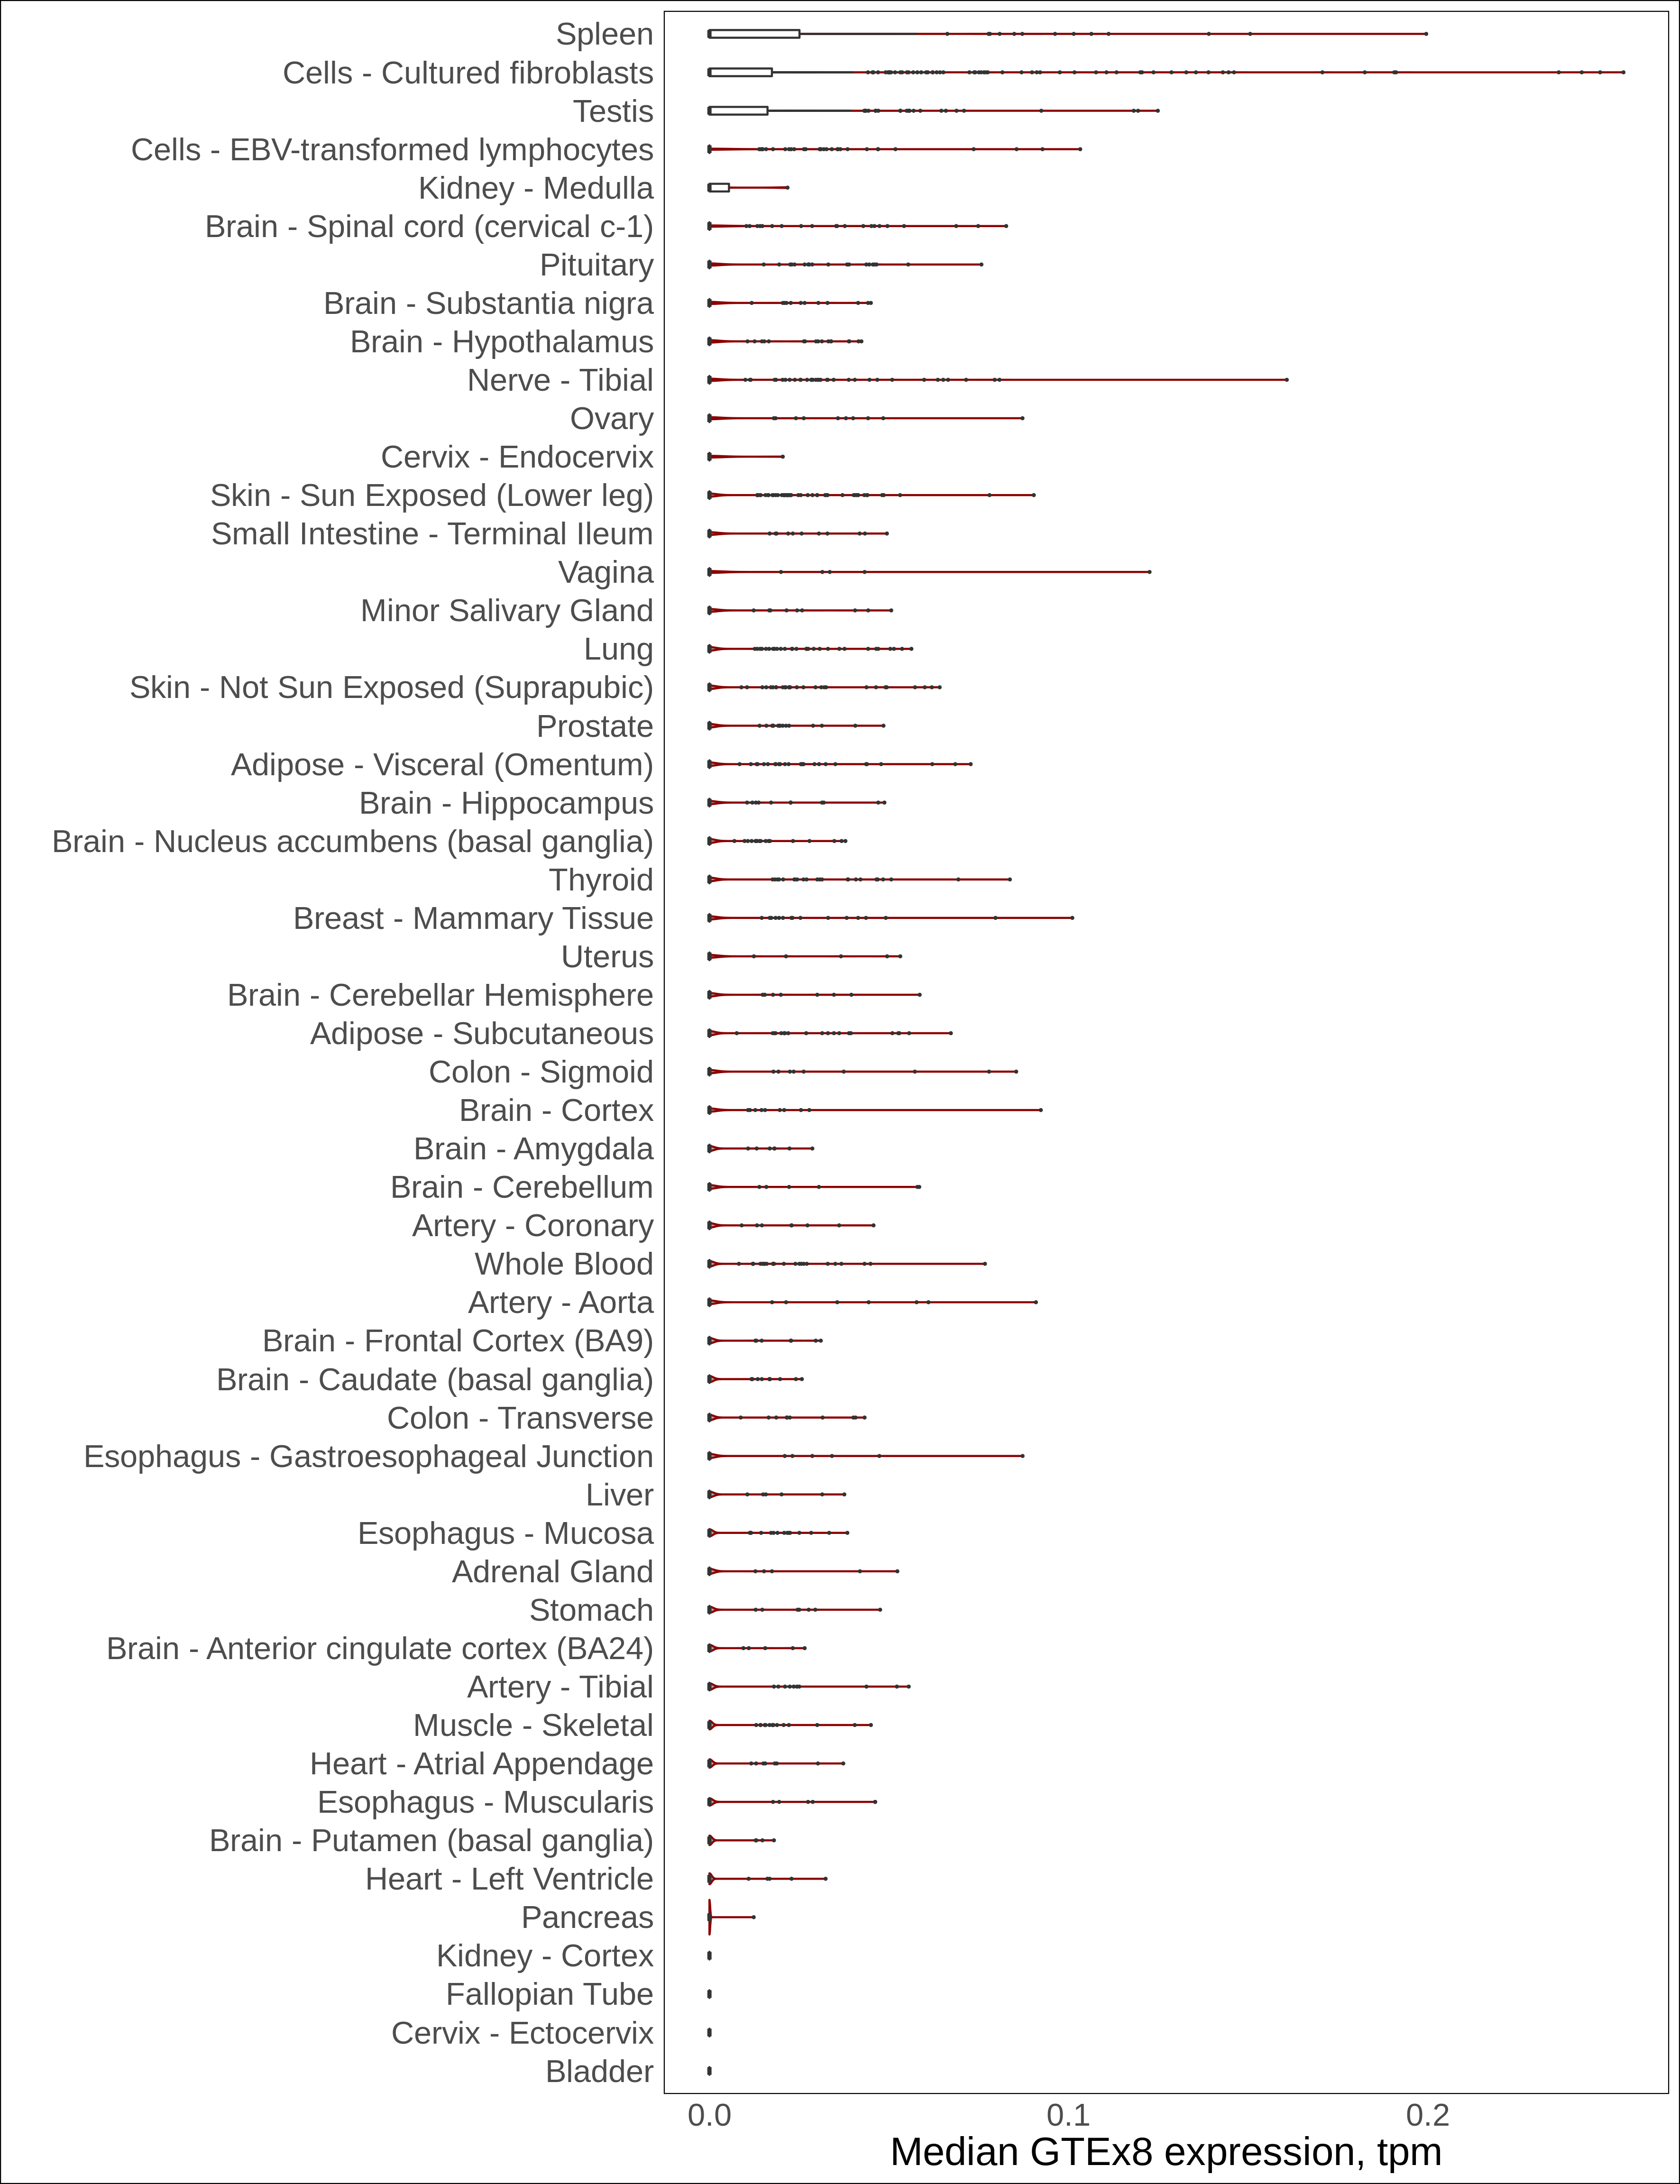 Spleen
Cells - Cultured fibroblasts
Testis
Cells - EBV-transformed lymphocytes
Kidney - Medulla
Brain - Spinal cord (cervical c-1)
Pituitary
Brain - Substantia nigra
Brain - Hypothalamus
Nerve - Tibial
Ovary
Cervix - Endocervix
Skin - Sun Exposed (Lower leg)
Small Intestine - Terminal Ileum
Vagina
Minor Salivary Gland
Lung
Skin - Not Sun Exposed (Suprapubic)
Prostate
Adipose - Visceral (Omentum)
Brain - Hippocampus
Brain - Nucleus accumbens (basal ganglia)
Thyroid
Breast - Mammary Tissue
Uterus
Brain - Cerebellar Hemisphere
Adipose - Subcutaneous
Colon - Sigmoid
Brain - Cortex
Brain - Amygdala
Brain - Cerebellum
Artery - Coronary
Whole Blood
Artery - Aorta
Brain - Frontal Cortex (BA9)
Brain - Caudate (basal ganglia)
Colon - Transverse
Esophagus - Gastroesophageal Junction
Liver
Esophagus - Mucosa
Adrenal Gland
Stomach
Brain - Anterior cingulate cortex (BA24)
Artery - Tibial
Muscle - Skeletal
Heart - Atrial Appendage
Esophagus - Muscularis
Brain - Putamen (basal ganglia)
Heart - Left Ventricle
Pancreas
Kidney - Cortex
Fallopian Tube
Cervix - Ectocervix
Bladder
0.0 0.1 0.2
Median GTEx8 expression, tpm